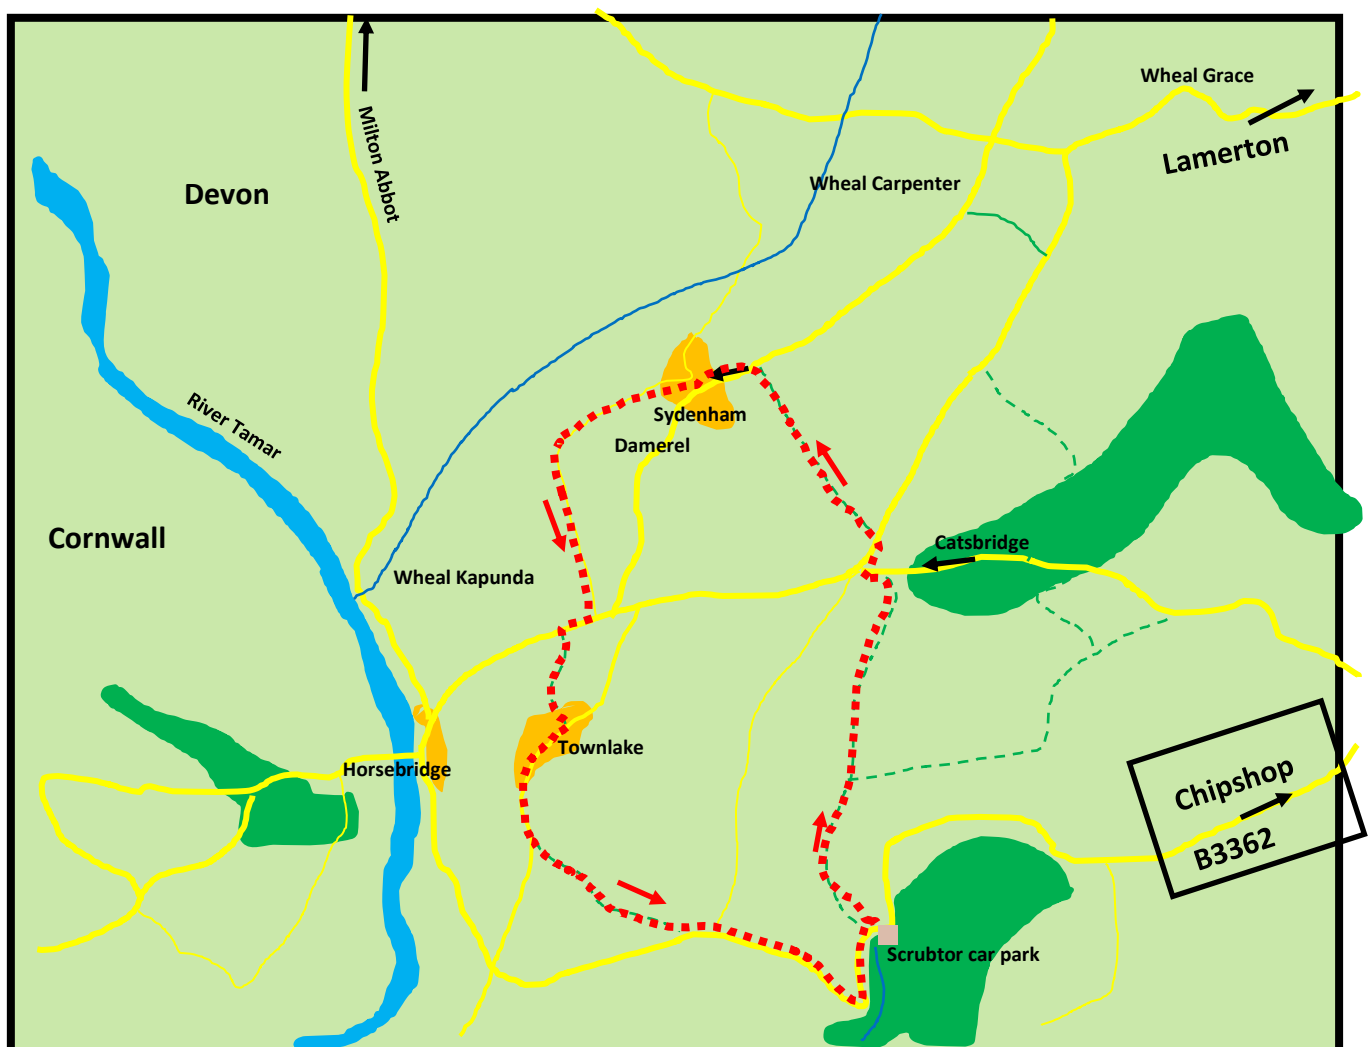 Wheal Grace
Lamerton
Milton Abbot
Devon
Wheal Carpenter
River Tamar
Sydenham
Damerel
Cornwall
Catsbridge
Wheal Kapunda
Townlake
Horsebridge
Chipshop
B3362
Scrubtor car park